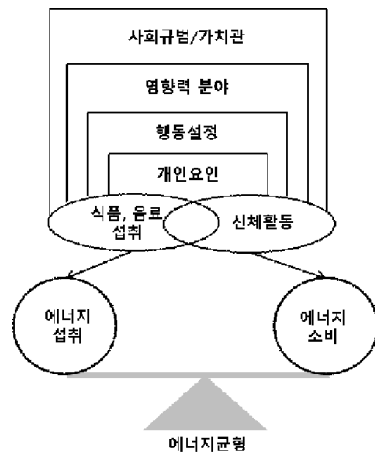 사회규범/가치관
영향력 분야
행동설정
개인요인
식품, 음료,
섭취
신체활동
에너지
섭취
에너지
소비
에너지균형